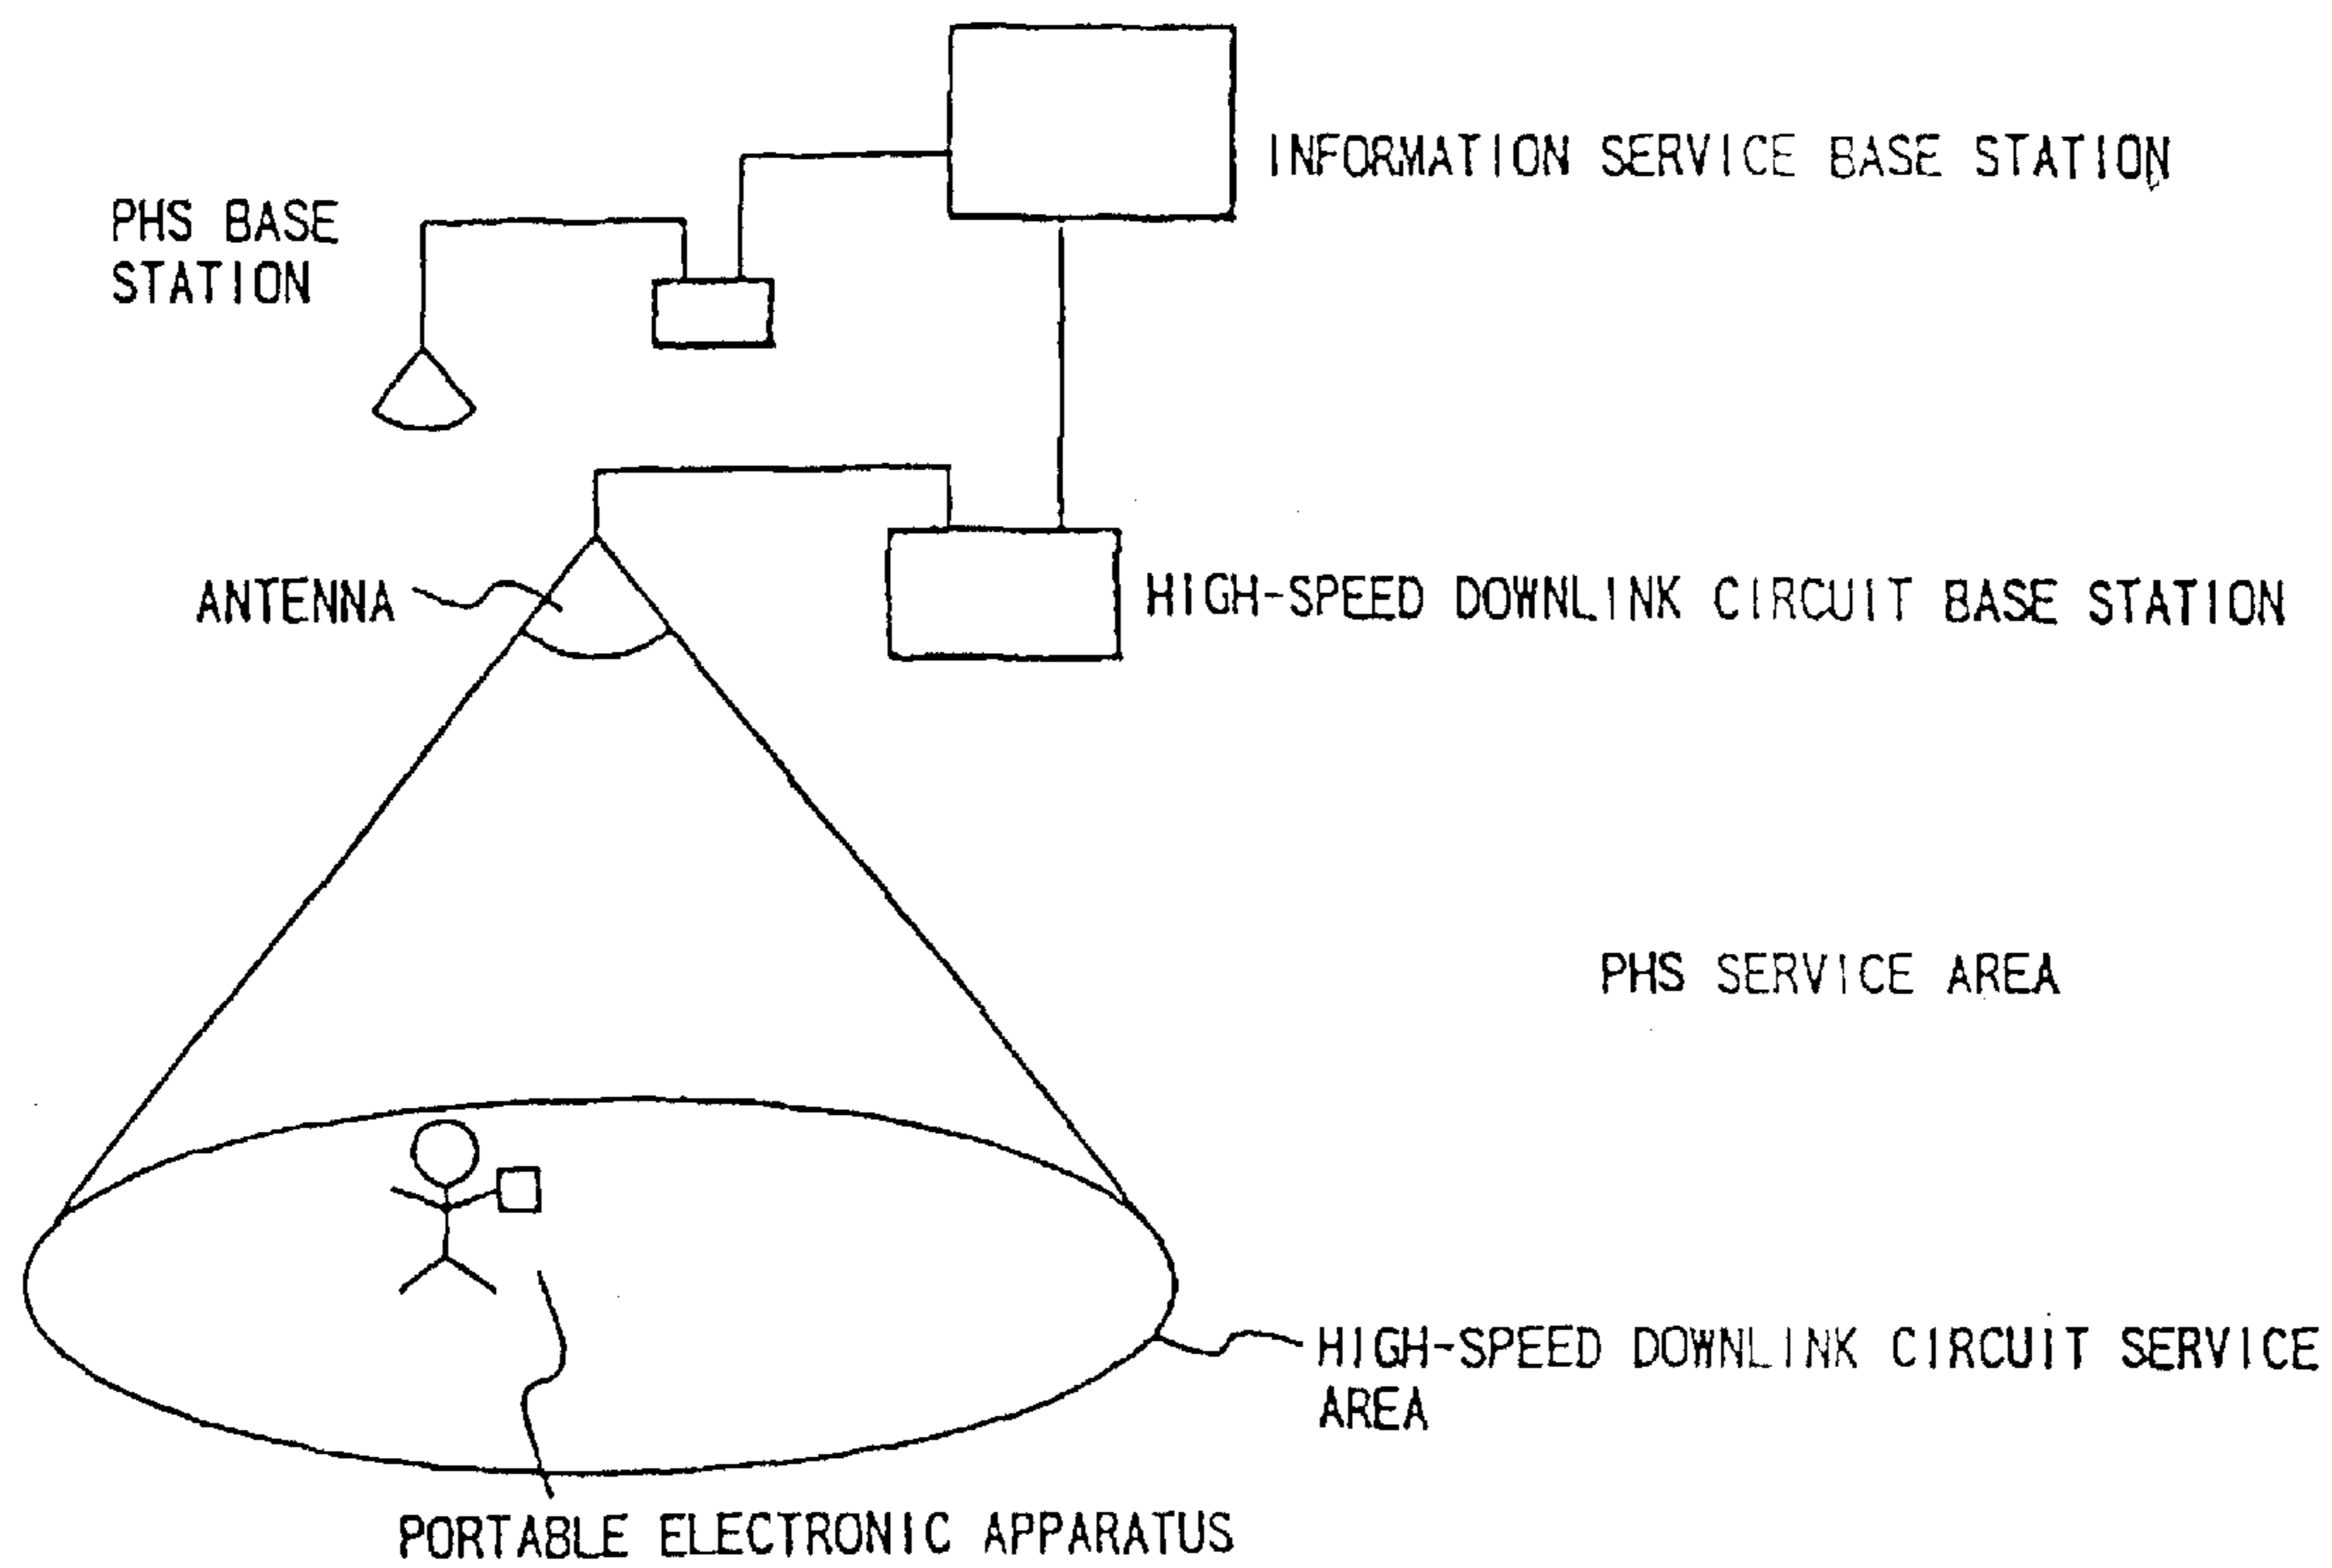 INFORMATION SERVICE BASE STATION
PHS BASE
STATION
ANTENNA
HIGH-SPEED DOWNLINK CIRCUIT BASE STATION
PHS SERVICE AREA
HIGH-SPEED DOWNLINK CIRCUIT SERVICE
AREA
PORTABLE ELECTRONIC APPARATUS